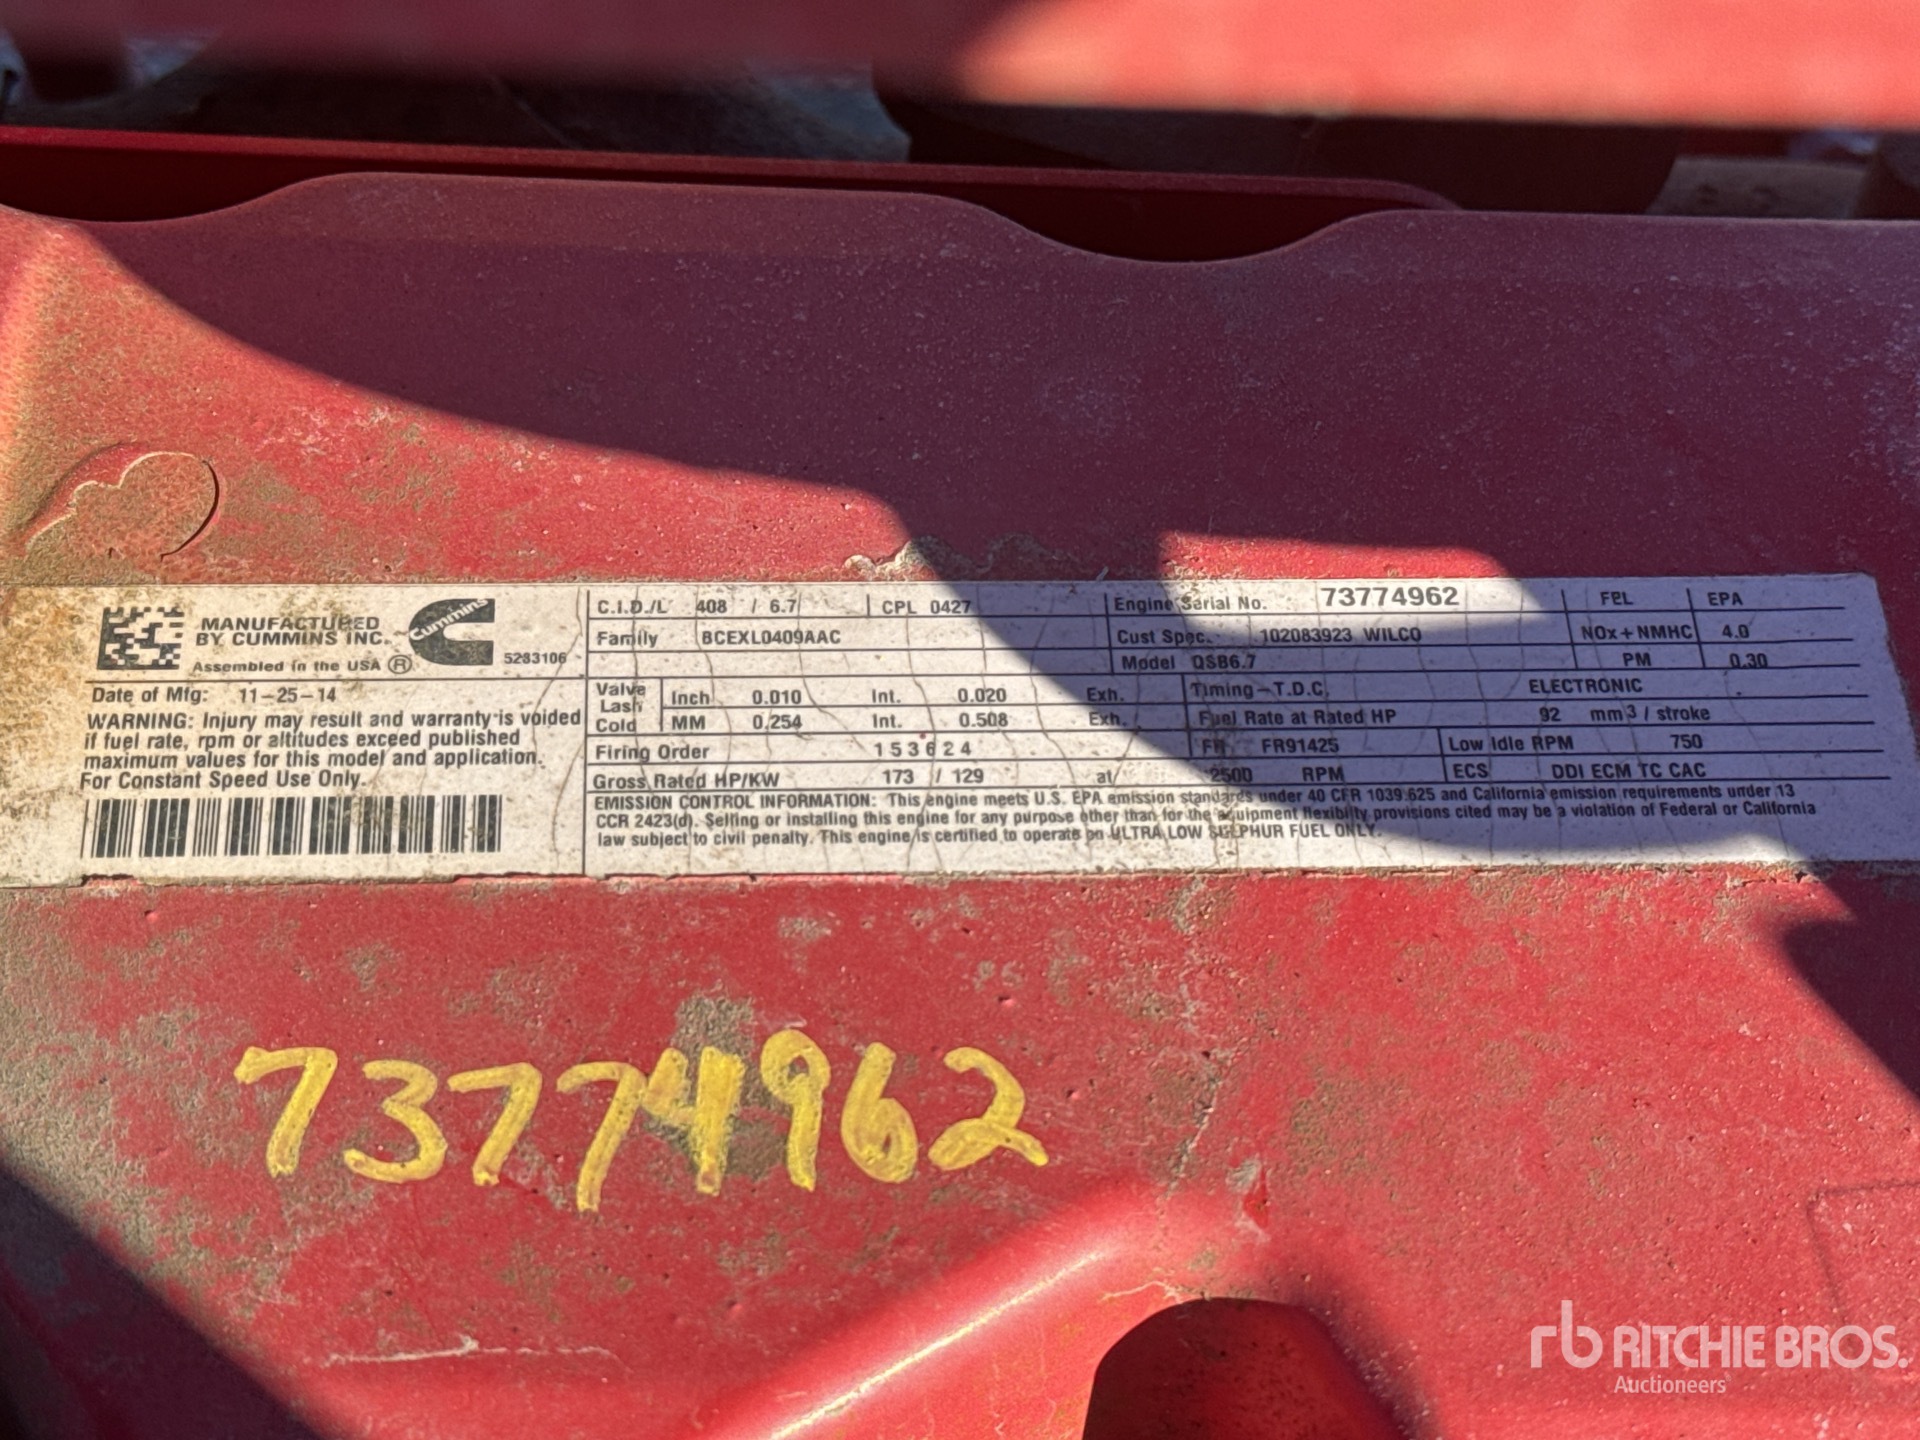 MANUFACTURED
BY CUMMINS INC.
Assembled in the USA ®
Cummins
5283106
Date of Mfg: 11-25-14
WARNING: Injury may result and warranty is voided
if fuel rate, rpm or altitudes exceed published
maximum values for this model and application.
For Constant Speed Use Only.
C.I.D./L 408 / 6.7 CPL 0427
Family BCEXL0409AAC
Valve Lash Cold
Inch 0.010 Int. 0.020 Exh.
MM 0.254 Int. 0.508 Exh.
Firing Order 1 5 3 6 2 4
Gross Rated HP/KW 173 / 129 at 2500 RPM
Engine Serial No. 73774962
Cust Spec. 102083923 WILCO
Model QSB6.7
FEL EPA
NOx+NMHC 4.0
PM 0.30
Timing-T.D.C. ELECTRONIC
Fuel Rate at Rated HP 92 mm3 / stroke
FR FR91425 Low Idle RPM 750
ECS DDI ECM TC CAC
EMISSION CONTROL INFORMATION: This engine meets U.S. EPA emission standards under 40 CFR 1039.625 and California emission requirements under 13
CCR 2423(d). Selling or installing this engine for any purpose other than for the equipment flexibility provisions cited may be a violation of Federal or California
law subject to civil penalty. This engine is certified to operate on ULTRA LOW SULPHUR FUEL ONLY.
73774962
rb RITCHIE BROS.
Auctioneers